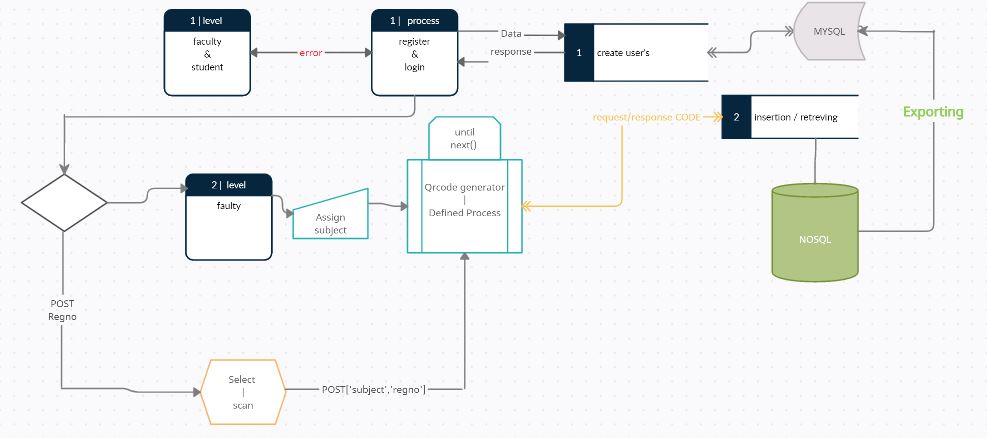 1 | level
faculty
&
student
error
1 | process
register
&
login
Data
response
1
create user's
MYSQL
Exporting
request/response CODE
2
insertion / retreving
NOSQL
until
next()
Qrcode generator
|
Defined Process
2 | level
faulty
Assign
subject
POST
Regno
Select
|
scan
POST['subject','regno']